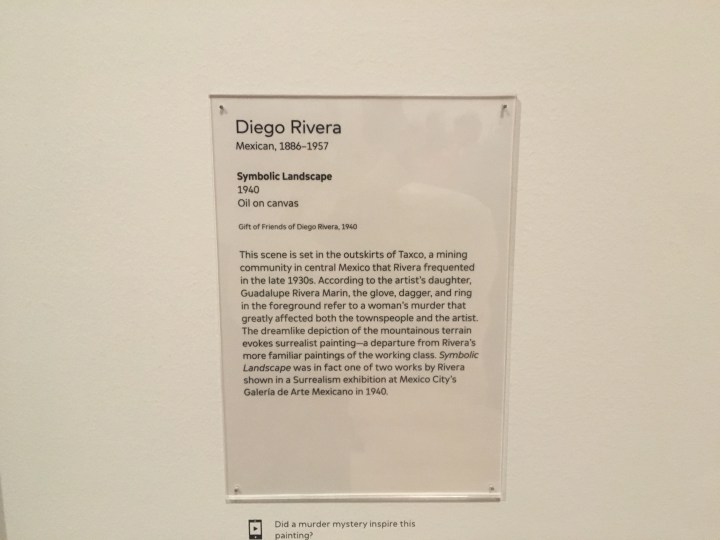 Diego Rivera
Mexican, 1886–1957
Symbolic Landscape
1940
Oil on canvas
Gift of Friends of Diego Rivera, 1940
This scene is set in the outskirts of Taxco, a mining
community in central Mexico that Rivera frequented
in the late 1930s. According to the artist's daughter,
Guadalupe Rivera Marin, the glove, dagger, and ring
in the foreground refer to a woman's murder that
greatly affected both the townspeople and the artist.
The dreamlike depiction of the mountainous terrain
evokes surrealist painting—a departure from Rivera's
more familiar paintings of the working class. Symbolic
Landscape was in fact one of two works by Rivera
shown in a Surrealism exhibition at Mexico City's
Galería de Arte Mexicano in 1940.
Did a murder mystery inspire this
painting?